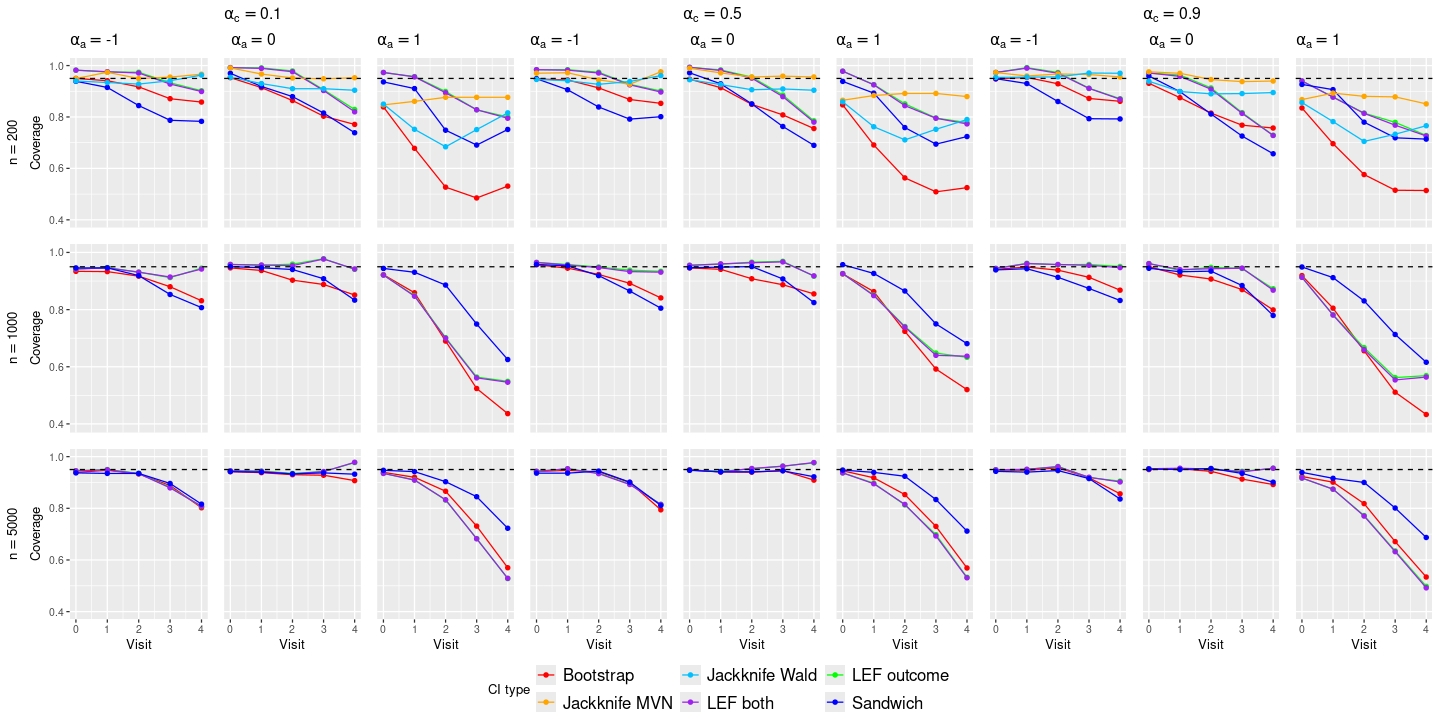 αc = 0.1 αc = 0.5 αc = 0.9
αa = -1 αa = 0 αa = 1 αa = -1 αa = 0 αa = 1 αa = -1 αa = 0 αa = 1
n = 200
Coverage
1.0
0.8
0.6
0.4
n = 1000
Coverage
1.0
0.8
0.6
0.4
n = 5000
Coverage
1.0
0.8
0.6
0.4
0 1 2 3 4 0 1 2 3 4 0 1 2 3 4 0 1 2 3 4 0 1 2 3 4 0 1 2 3 4 0 1 2 3 4 0 1 2 3 4 0 1 2 3 4
Visit Visit Visit Visit Visit Visit Visit Visit Visit
CI type
Bootstrap Jackknife Wald LEF outcome
Jackknife MVN LEF both Sandwich